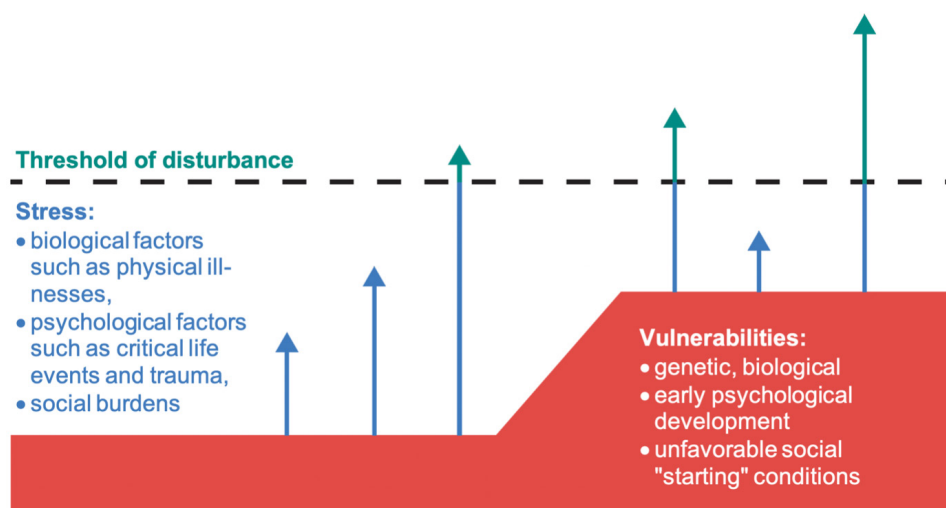 Threshold of disturbance
Stress:
• biological factors
such as physical ill-
nesses,
• psychological factors
such as critical life
events and trauma,
• social burdens
Vulnerabilities:
• genetic, biological
• early psychological
development
• unfavorable social
"starting" conditions